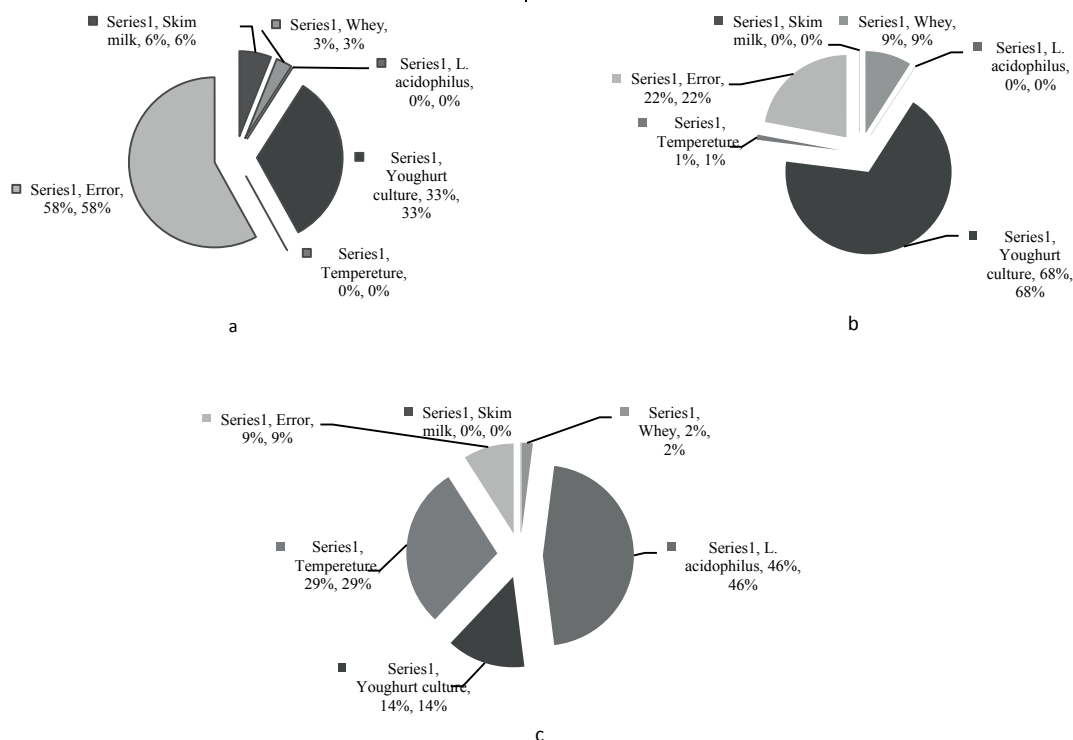 Series1, Skim
milk, 6%, 6%
Series1, Whey,
3%, 3%
Series1, L.
acidophilus,
0%, 0%
Series1,
Youghurt
culture, 33%,
33%
Series1,
Tempereture,
0%, 0%
Series1, Error,
58%, 58%
a
Series1, Skim
milk, 0%, 0%
Series1, Whey,
9%, 9%
Series1, L.
acidophilus,
0%, 0%
Series1,
Youghurt
culture, 68%,
68%
Series1,
Tempereture,
1%, 1%
Series1, Error,
22%, 22%
b
Series1, Skim
milk, 0%, 0%
Series1,
Whey, 2%,
2%
Series1, L.
acidophilus, 46%,
46%
Series1,
Youghurt culture,
14%, 14%
Series1,
Tempereture,
29%, 29%
Series1, Error,
9%, 9%
c